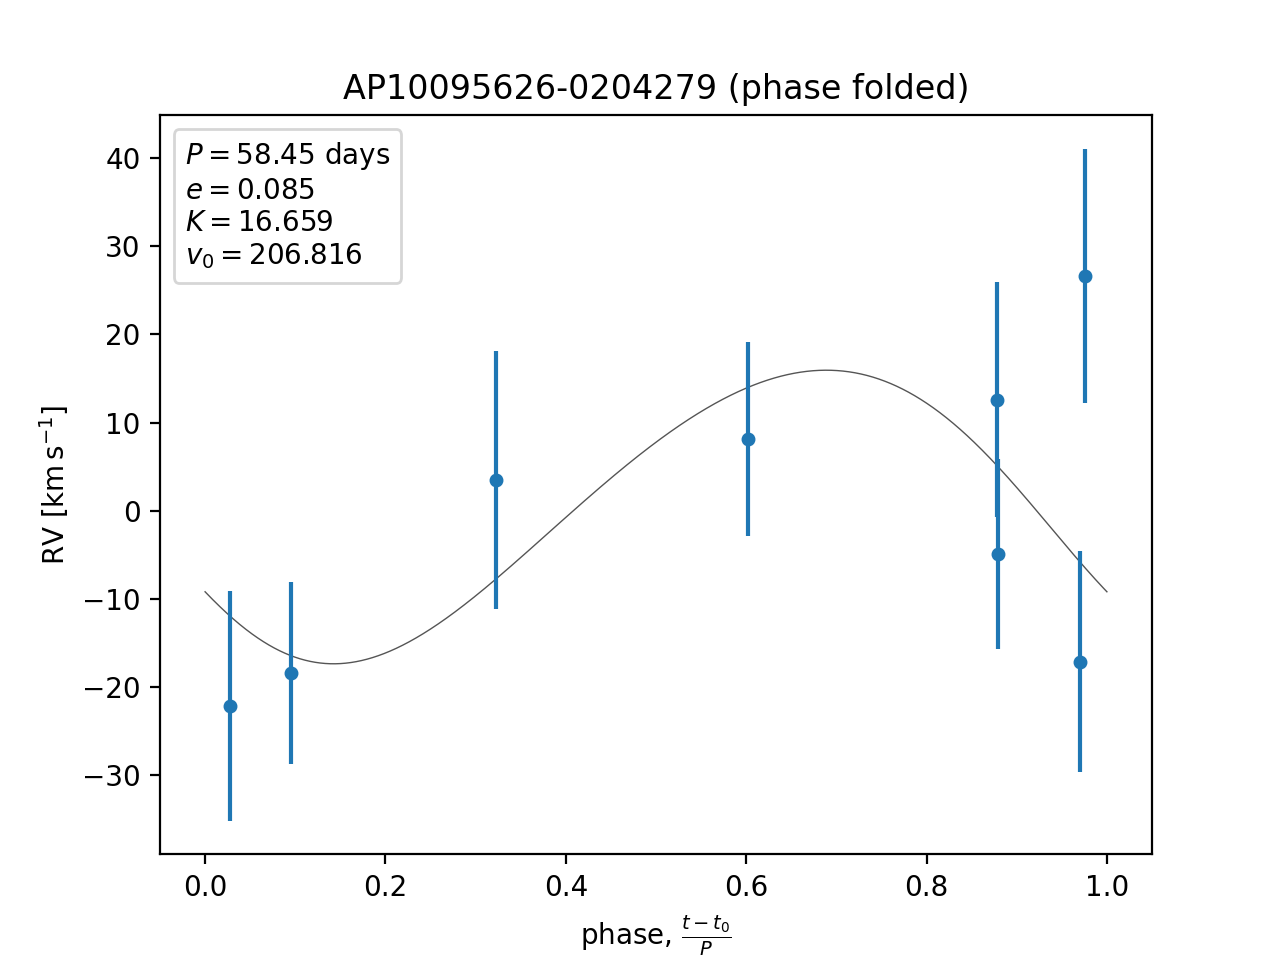 AP10095626-0204279 (phase folded)
P = 58.45 days
e = 0.085
K = 16.659
v₀ = 206.816
40
30
20
10
0
−10
−20
−30
RV [km s⁻¹]
0.0 0.2 0.4 0.6 0.8 1.0
phase, (t − t₀)/P